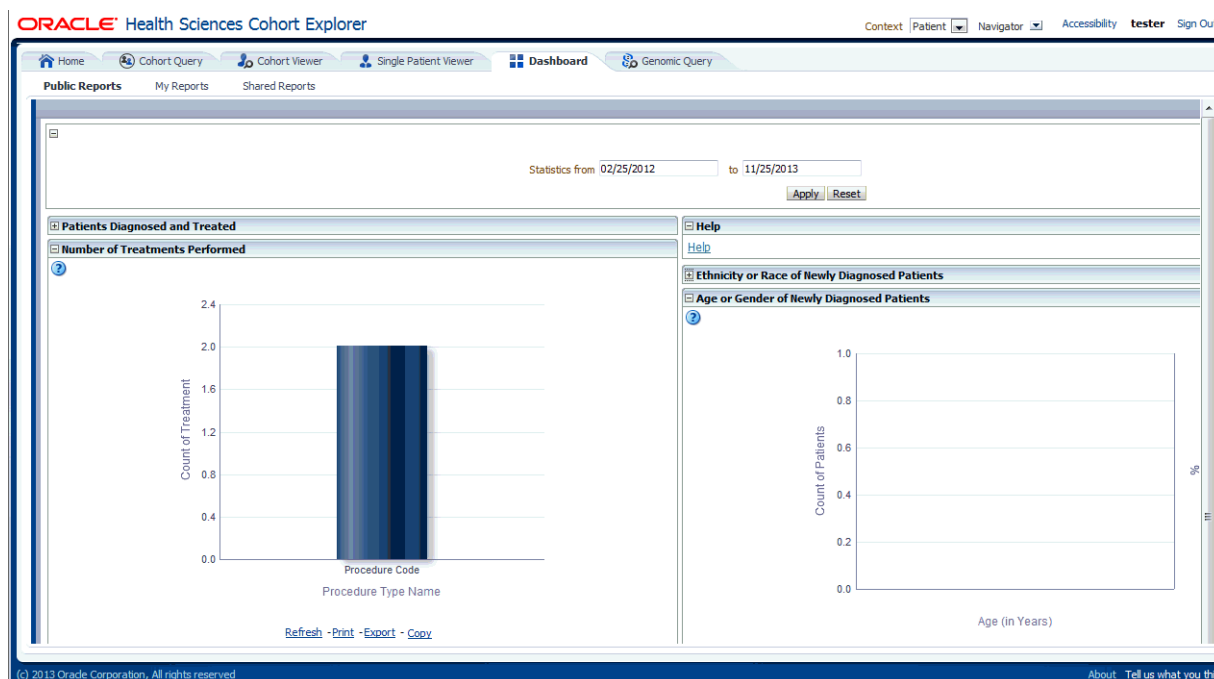 ORACLE® Health Sciences Cohort Explorer
Context Patient Navigator Accessibility tester Sign Ou
Home Cohort Query Cohort Viewer Single Patient Viewer Dashboard Genomic Query
Public Reports My Reports Shared Reports
Statistics from 02/25/2012 to 11/25/2013
Apply Reset
Patients Diagnosed and Treated
Number of Treatments Performed
2.4
2.0
1.6
1.2
0.8
0.4
0.0
Count of Treatment
Procedure Code
Procedure Type Name
Refresh - Print - Export - Copy
Help
Help
Ethnicity or Race of Newly Diagnosed Patients
Age or Gender of Newly Diagnosed Patients
1.0
0.8
0.6
0.4
0.2
0.0
Count of Patients
%
Age (in Years)
(c) 2013 Oracle Corporation, All rights reserved
About Tell us what you thi